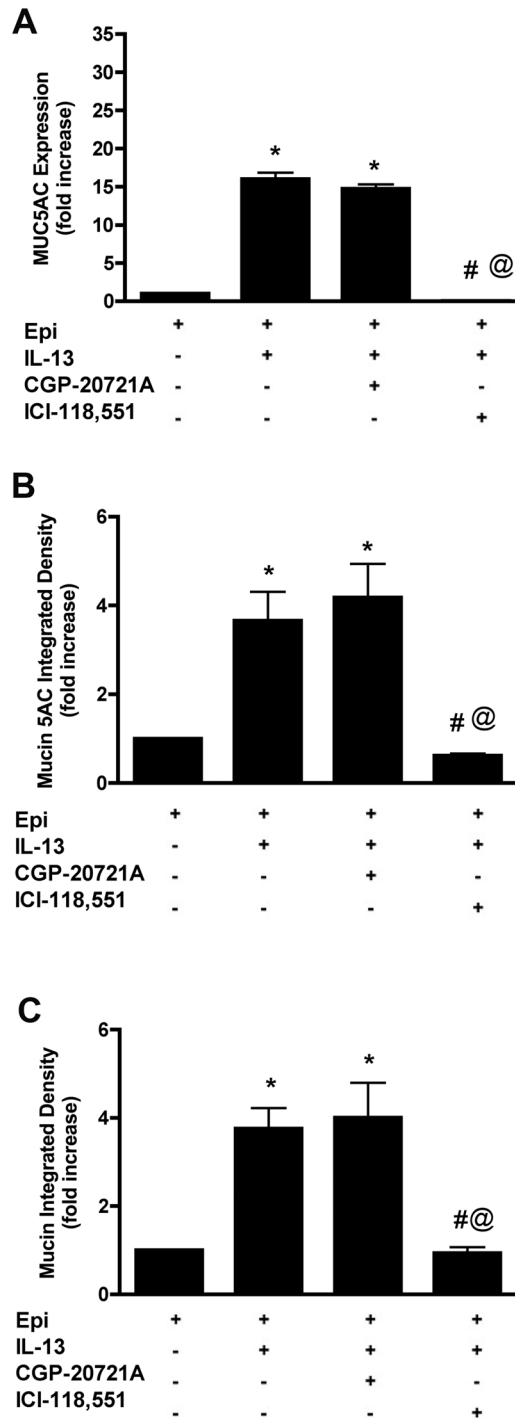 A
MUC5AC Expression
(fold increase)
35
30
25
20
15
10
5
0
*
*
# @
Epi + + + +
IL-13 - + + +
CGP-20721A - - + -
ICI-118,551 - - - +
B
Mucin 5AC Integrated Density
(fold increase)
6
4
2
0
*
*
# @
Epi + + + +
IL-13 - + + +
CGP-20721A - - + -
ICI-118,551 - - - +
C
Mucin Integrated Density
(fold increase)
6
4
2
0
*
*
#@
Epi + + + +
IL-13 - + + +
CGP-20721A - - + -
ICI-118,551 - - - +